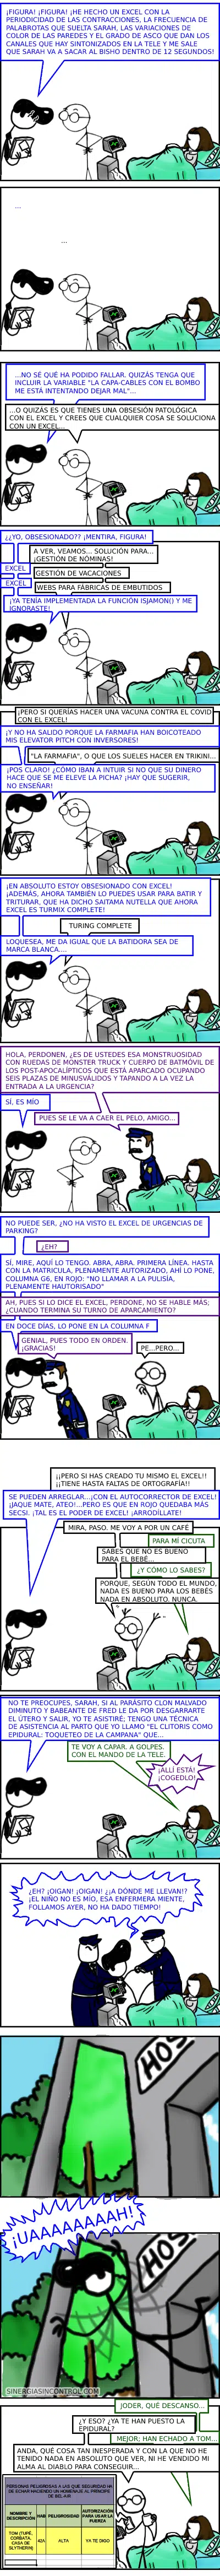 ¡FIGURA! ¡FIGURA! ¡HE HECHO UN EXCEL CON LA
PERIODICIDAD DE LAS CONTRACCIONES, LA FRECUENCIA DE
PALABROTAS QUE SUELTA SARAH, LAS VARIACIONES DE
COLOR DE LAS PAREDES Y EL GRADO DE ASCO QUE DAN LOS
CANALES QUE HAY SINTONIZADOS EN LA TELE Y ME SALE
QUE SARAH VA A SACAR AL BISHO DENTRO DE 12 SEGUNDOS!
...
...
...NO SÉ QUÉ HA PODIDO FALLAR. QUIZÁS TENGA QUE
INCLUIR LA VARIABLE "LA CAPA-CABLES CON EL BOMBO
ME ESTÁ INTENTANDO DEJAR MAL"...
...O QUIZÁS ES QUE TIENES UNA OBSESIÓN PATOLÓGICA
CON EL EXCEL Y CREES QUE CUALQUIER COSA SE SOLUCIONA
CON UN EXCEL...
¿¿YO, OBSESIONADO?? ¡MENTIRA, FIGURA!
A VER, VEAMOS... SOLUCIÓN PARA...
¡GESTIÓN DE NÓMINAS!
EXCEL
GESTIÓN DE VACACIONES
EXCEL
WEBS PARA FÁBRICAS DE EMBUTIDOS
¡YA TENÍA IMPLEMENTADA LA FUNCIÓN ISJAMON() Y ME
IGNORASTE!
¡PERO SI QUERÍAS HACER UNA VACUNA CONTRA EL COVID
CON EL EXCEL!
¡Y NO HA SALIDO PORQUE LA FARMAFIA HAN BOICOTEADO
MIS ELEVATOR PITCH CON INVERSORES!
"LA FARMAFIA", O QUE LOS SUELES HACER EN TRIKINI...
¡POS CLARO! ¿CÓMO IBAN A INTUIR SI NO QUE SU DINERO
HACE QUE SE ME ELEVE LA PICHA? ¡HAY QUE SUGERIR,
NO ENSEÑAR!
¡EN ABSOLUTO ESTOY OBSESIONADO CON EXCEL!
¡ADEMÁS, AHORA TAMBIÉN LO PUEDES USAR PARA BATIR Y
TRITURAR, QUE HA DICHO SAITAMA NUTELLA QUE AHORA
EXCEL ES TURMIX COMPLETE!
TURING COMPLETE
LOQUESEA, ME DA IGUAL QUE LA BATIDORA SEA DE
MARCA BLANCA....
HOLA, PERDONEN, ¿ES DE USTEDES ESA MONSTRUOSIDAD
CON RUEDAS DE MONSTER TRUCK Y CUERPO DE BATMÓVIL DE
LOS POST-APOCALÍPTICOS QUE ESTÁ APARCADO OCUPANDO
SEIS PLAZAS DE MINUSVÁLIDOS Y TAPANDO A LA VEZ LA
ENTRADA A LA URGENCIA?
SÍ, ES MÍO
PUES SE LE VA A CAER EL PELO, AMIGO...
NO PUEDE SER. ¿NO HA VISTO EL EXCEL DE URGENCIAS DE
PARKING?
¿EH?
SÍ, MIRE, AQUÍ LO TENGO. ABRA, ABRA. PRIMERA LÍNEA. HASTA
CON LA MATRICULA, PLENAMENTE AUTORIZADO, AHÍ LO PONE,
COLUMNA G6, EN ROJO: "NO LLAMAR A LA PULISÍA,
PLENAMENTE HAUTORISADO"
AH, PUES SI LO DICE EL EXCEL, PERDONE, NO SE HABLE MÁS;
¿CUÁNDO TERMINA SU TURNO DE APARCAMIENTO?
EN DOCE DÍAS, LO PONE EN LA COLUMNA F
GENIAL, PUES TODO EN ORDEN.
¡GRACIAS!
PE...PERO...
¡¡PERO SI HAS CREADO TU MISMO EL EXCEL!!
¡¡TIENE HASTA FALTAS DE ORTOGRAFÍA!!
SE PUEDEN ARREGLAR...¡CON EL AUTOCORRECTOR DE EXCEL!
¡JAQUE MATE, ATEO!...PERO ES QUE EN ROJO QUEDABA MÁS
SECSI. ¡TAL ES EL PODER DE EXCEL! ¡ARRODÍLLATE!
MIRA, PASO. ME VOY A POR UN CAFÉ
PARA MÍ CICUTA
SABES QUE NO ES BUENO
PARA EL BEBÉ...
¿Y CÓMO LO SABES?
PORQUE, SEGÚN TODO EL MUNDO,
NADA ES BUENO PARA LOS BEBÉS
NADA EN ABSOLUTO. NUNCA.
NO TE PREOCUPES, SARAH, SI AL PARÁSITO CLON MALVADO
DIMINUTO Y BABEANTE DE FRED LE DA POR DESGARRARTE
EL ÚTERO Y SALIR, YO TE ASISTIRÉ; TENGO UNA TÉCNICA
DE ASISTENCIA AL PARTO QUE YO LLAMO "EL CLITORIS COMO
EPIDURAL: TOQUETEO DE LA CAMPANA" QUE...
TE VOY A CAPAR. A GOLPES.
CON EL MANDO DE LA TELE.
¡ALLÍ ESTÁ!
¡COGEDLO!
¿EH? ¡OIGAN! ¡OIGAN! ¿¡A DÓNDE ME LLEVAN!?
¡EL NIÑO NO ES MÍO, ESA ENFERMERA MIENTE,
FOLLAMOS AYER, NO HA DADO TIEMPO!
HOS
¡UAAAAAAAAH!
HOS
SINERGIASINCONTROL.COM
JODER, QUÉ DESCANSO...
¿Y ESO? ¿YA TE HAN PUESTO LA
EPIDURAL?
MEJOR; HAN ECHADO A TOM...
ANDA, QUÉ COSA TAN INESPERADA Y CON LA QUE NO HE
TENIDO NADA EN ABSOLUTO QUE VER, NI HE VENDIDO MI
ALMA AL DIABLO PARA CONSEGUIR...
PERSONAS PELIGROSAS A LAS QUE SEGURIDAD HA
DE ECHAR HACIENDO UN HOMENAJE AL PRÍNCIPE
DE BEL-AIR
NOMBRE Y
DESCRIPCIÓN
HAB
PELIGROSIDAD
AUTORIZACIÓN
PARA USAR LA
FUERZA
TOM (TUPÉ,
CORBATA,
CASA DE
SLYTHERIN)
42A
ALTA
YA TE DIGO